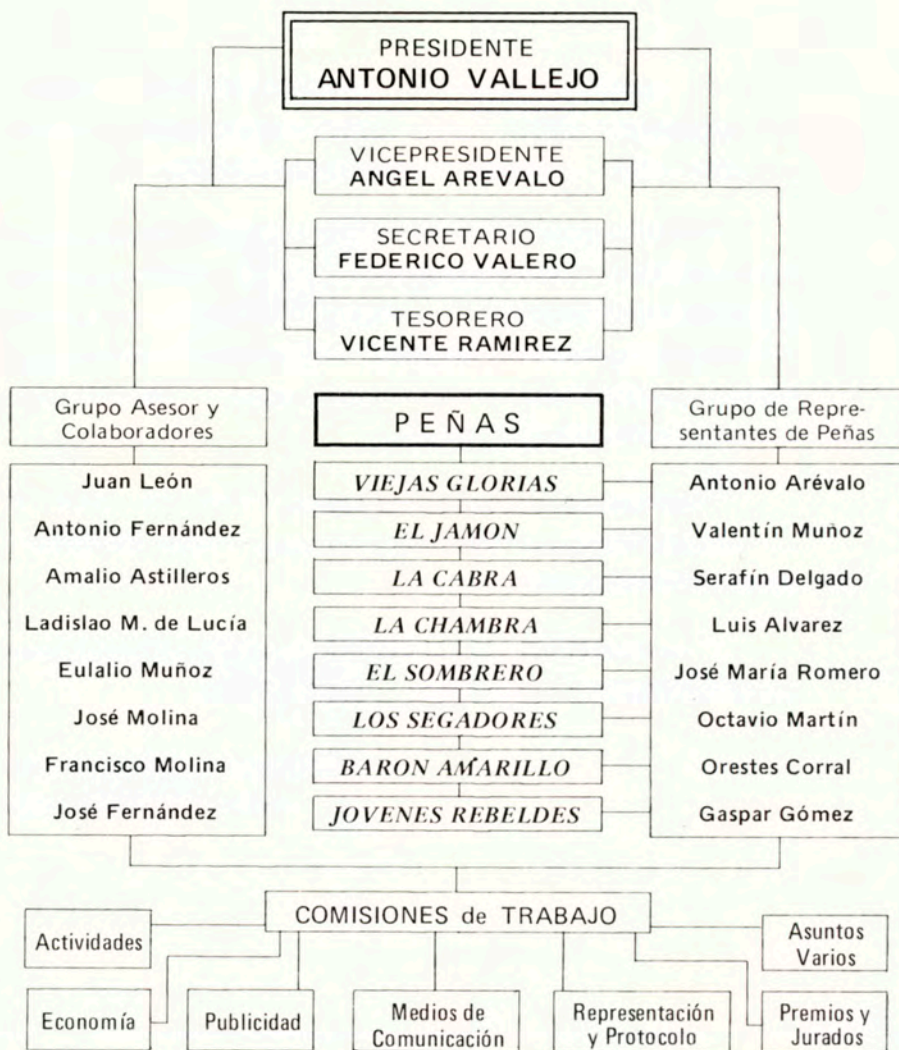 PRESIDENTE
ANTONIO VALLEJO
VICEPRESIDENTE
ANGEL AREVALO
SECRETARIO
FEDERICO VALERO
TESORERO
VICENTE RAMIREZ
Grupo Asesor y
Colaboradores
Juan León
Antonio Fernández
Amalio Astilleros
Ladislao M. de Lucía
Eulalio Muñoz
José Molina
Francisco Molina
José Fernández
PEÑAS
VIEJAS GLORIAS
EL JAMON
LA CABRA
LA CHAMBRA
EL SOMBRERO
LOS SEGADORES
BARON AMARILLO
JOVENES REBELDES
Grupo de Repre-
sentantes de Peñas
Antonio Arévalo
Valentín Muñoz
Serafín Delgado
Luis Alvarez
José María Romero
Octavio Martín
Orestes Corral
Gaspar Gómez
COMISIONES de TRABAJO
Actividades
Asuntos
Varios
Economía
Publicidad
Medios de
Comunicación
Representación
y Protocolo
Premios y
Jurados